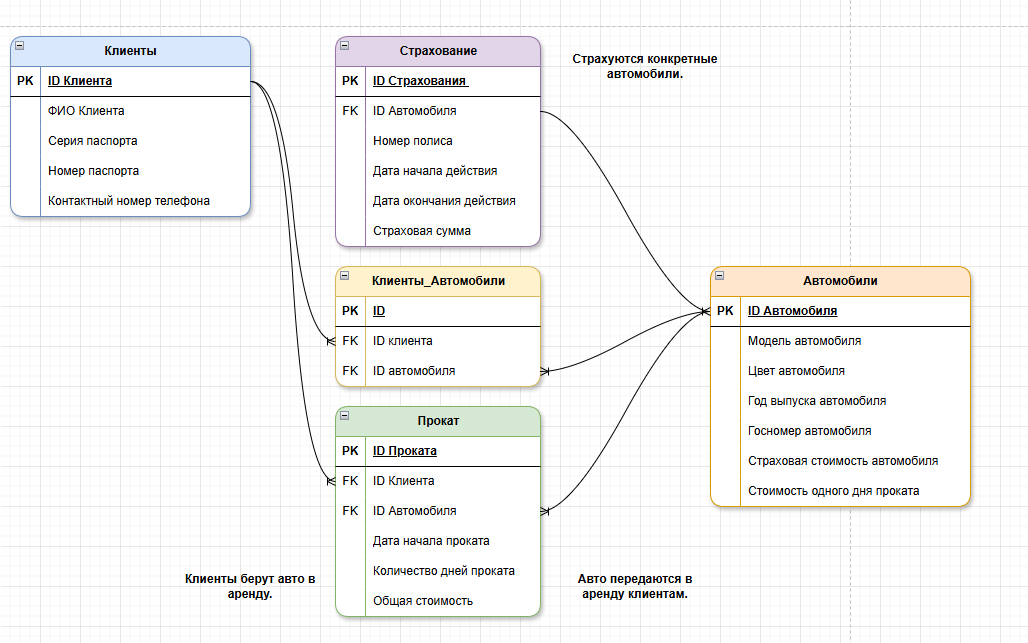 Клиенты
PK ID Клиента
ФИО Клиента
Серия паспорта
Номер паспорта
Контактный номер телефона
Страхование
PK ID Страхования
FK ID Автомобиля
Номер полиса
Дата начала действия
Дата окончания действия
Страховая сумма
Страхуются конкретные
автомобили.
Клиенты_Автомобили
PK ID
FK ID клиента
FK ID автомобиля
Автомобили
PK ID Автомобиля
Модель автомобиля
Цвет автомобиля
Год выпуска автомобиля
Госномер автомобиля
Страховая стоимость автомобиля
Стоимость одного дня проката
Прокат
PK ID Проката
FK ID Клиента
FK ID Автомобиля
Дата начала проката
Количество дней проката
Общая стоимость
Клиенты берут авто в
аренду.
Авто передаются в
аренду клиентам.